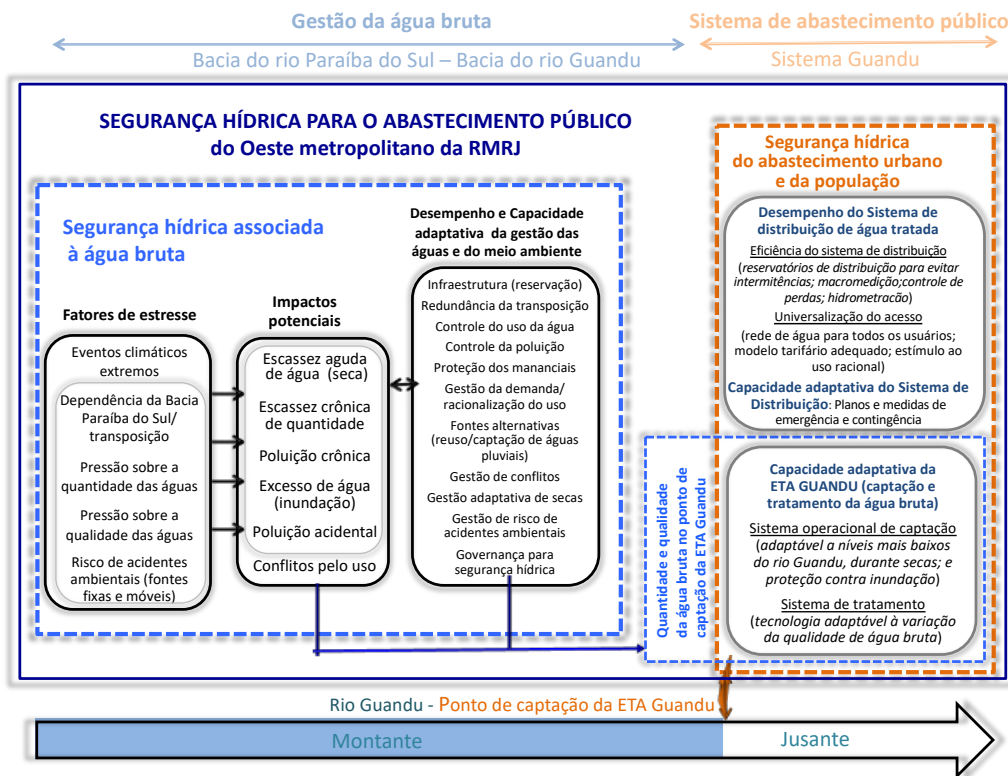 Gestão da água bruta
Bacia do rio Paraíba do Sul – Bacia do rio Guandu
Sistema de abastecimento público
Sistema Guandu
SEGURANÇA HÍDRICA PARA O ABASTECIMENTO PÚBLICO
do Oeste metropolitano da RMRJ
Segurança hídrica associada
à água bruta
Fatores de estresse
Eventos climáticos
extremos
Dependência da Bacia
Paraíba do Sul/
transposição
Pressão sobre a
quantidade das águas
Pressão sobre a
qualidade das águas
Risco de acidentes
ambientais (fontes
fixas e móveis)
Impactos
potenciais
Escassez aguda
de água (seca)
Escassez crônica
de quantidade
Poluição crônica
Excesso de água
(inundação)
Poluição acidental
Conflitos pelo uso
Desempenho e Capacidade
adaptativa da gestão das
águas e do meio ambiente
Infraestrutura (reservação)
Redundância da transposição
Controle do uso da água
Controle da poluição
Proteção dos mananciais
Gestão da demanda/
racionalização do uso
Fontes alternativas
(reuso/captação de águas
pluviais)
Gestão de conflitos
Gestão adaptativa de secas
Gestão de risco de
acidentes ambientais
Governança para
segurança hídrica
Segurança hídrica
do abastecimento urbano
e da população
Desempenho do Sistema de
distribuição de água tratada
Eficiência do sistema de distribuição
(reservatórios de distribuição para evitar
intermitências; macromedição;controle de
perdas; hidrometracão)
Universalização do acesso
(rede de água para todos os usuários;
modelo tarifário adequado; estímulo ao
uso racional)
Capacidade adaptativa do Sistema de
Distribuição: Planos e medidas de
emergência e contingência
Quantidade e qualidade
da água bruta no ponto de
captação da ETA Guandu
Capacidade adaptativa da
ETA GUANDU (captação e
tratamento da água bruta)
Sistema operacional de captação
(adaptável a níveis mais baixos
do rio Guandu, durante secas; e
proteção contra inundação)
Sistema de tratamento
(tecnologia adaptável à variação
da qualidade de água bruta)
Rio Guandu - Ponto de captação da ETA Guandu
Montante
Jusante